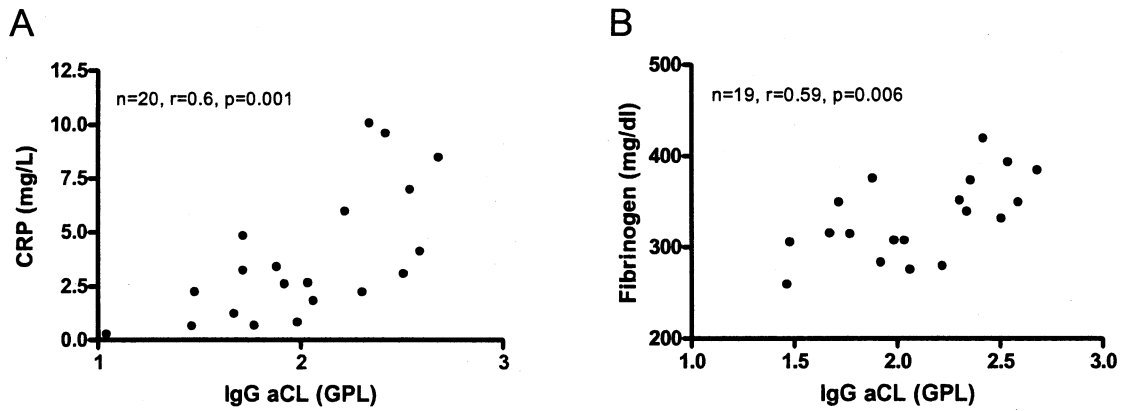 A
12.5
n=20, r=0.6, p=0.001
10.0
7.5
5.0
2.5
0.0
CRP (mg/L)
1
2
3
IgG aCL (GPL)
B
500
n=19, r=0.59, p=0.006
400
300
200
Fibrinogen (mg/dl)
1.0
1.5
2.0
2.5
3.0
IgG aCL (GPL)